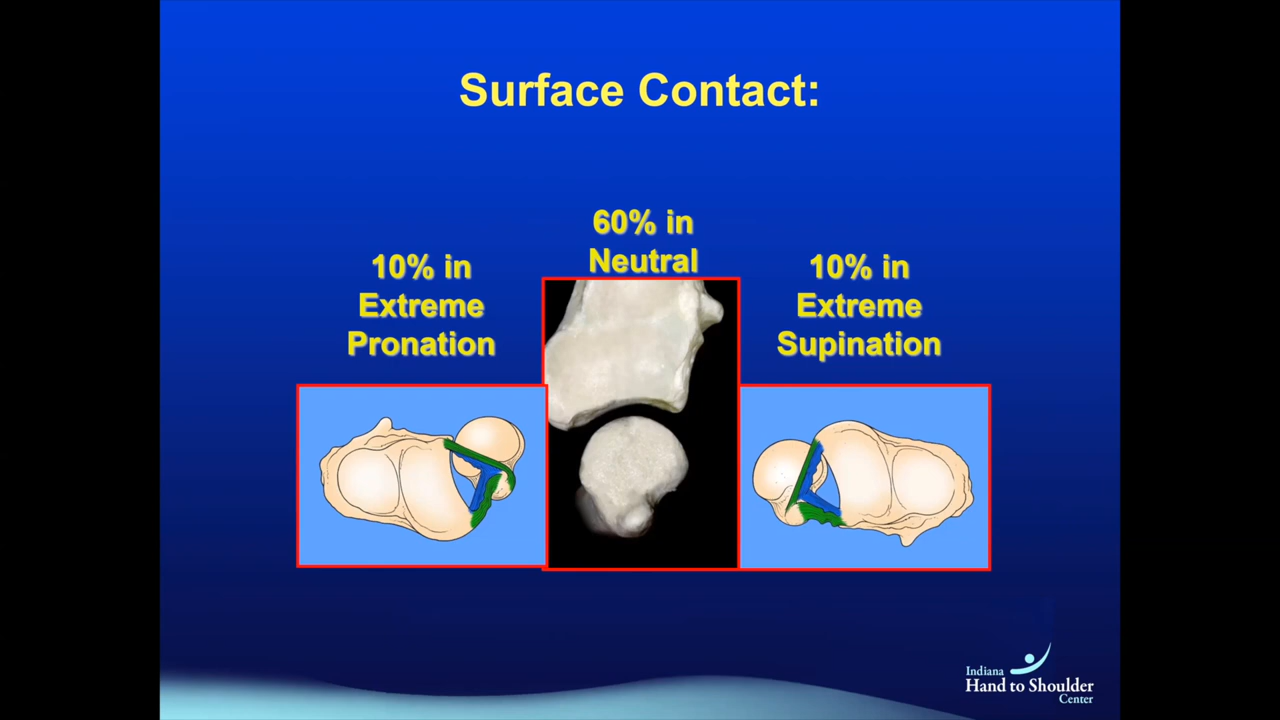 Surface Contact:
10% in
Extreme
Pronation
60% in
Neutral
10% in
Extreme
Supination
Indiana
Hand to Shoulder
Center